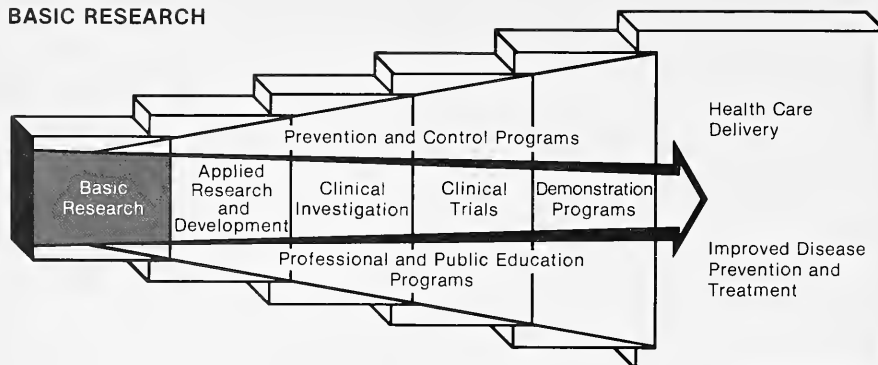 BASIC RESEARCH
Prevention and Control Programs
Basic
Research
Applied
Research
and
Development
Clinical
Investigation
Clinical
Trials
Demonstration
Programs
Professional and Public Education
Programs
Health Care
Delivery
Improved Disease
Prevention and
Treatment